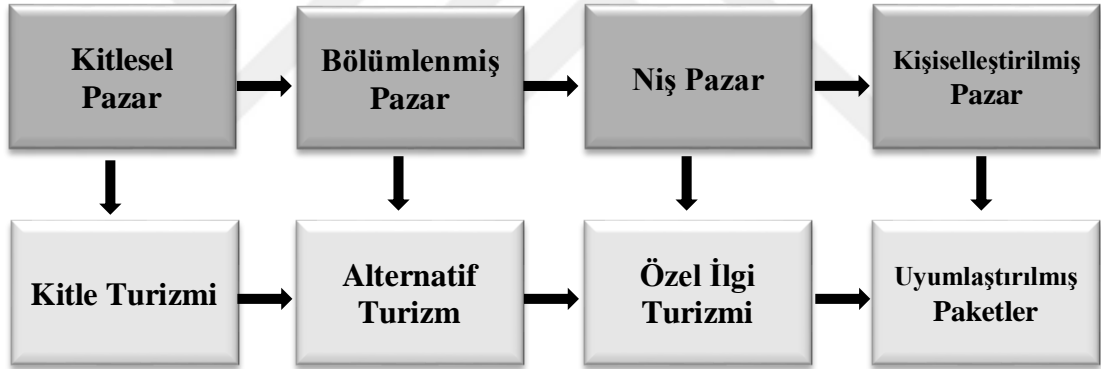 Kitlesel
Pazar
Bölümlenmiş
Pazar
Niş Pazar
Kişiselleştirilmiş
Pazar
Kitle Turizmi
Alternatif
Turizm
Özel İlgi
Turizmi
Uyumlaştırılmış
Paketler